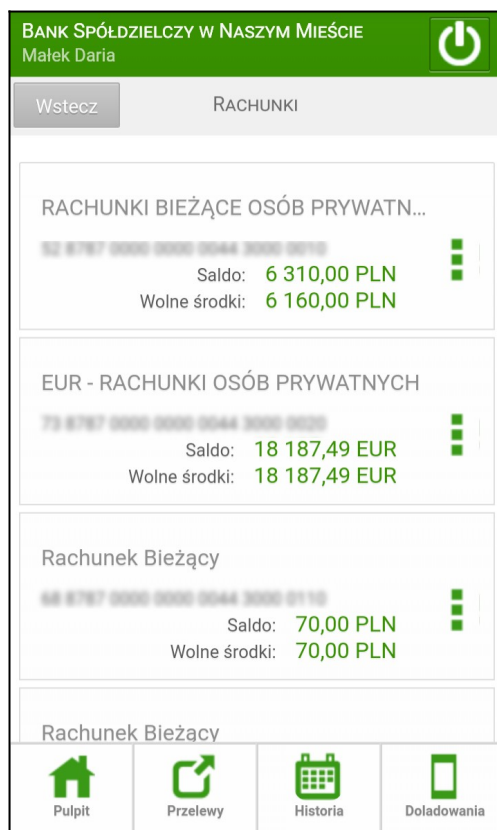 BANK SPÓŁDZIELCZY W NASZYM MIEŚCIE
Małek Daria
Wstecz
RACHUNKI
RACHUNKI BIEŻĄCE OSÓB PRYWATN...
Saldo: 6 310,00 PLN
Wolne środki: 6 160,00 PLN
EUR - RACHUNKI OSÓB PRYWATNYCH
Saldo: 18 187,49 EUR
Wolne środki: 18 187,49 EUR
Rachunek Bieżący
Saldo: 70,00 PLN
Wolne środki: 70,00 PLN
Rachunek Bieżący
Pulpit
Przelewy
Historia
Doladowania